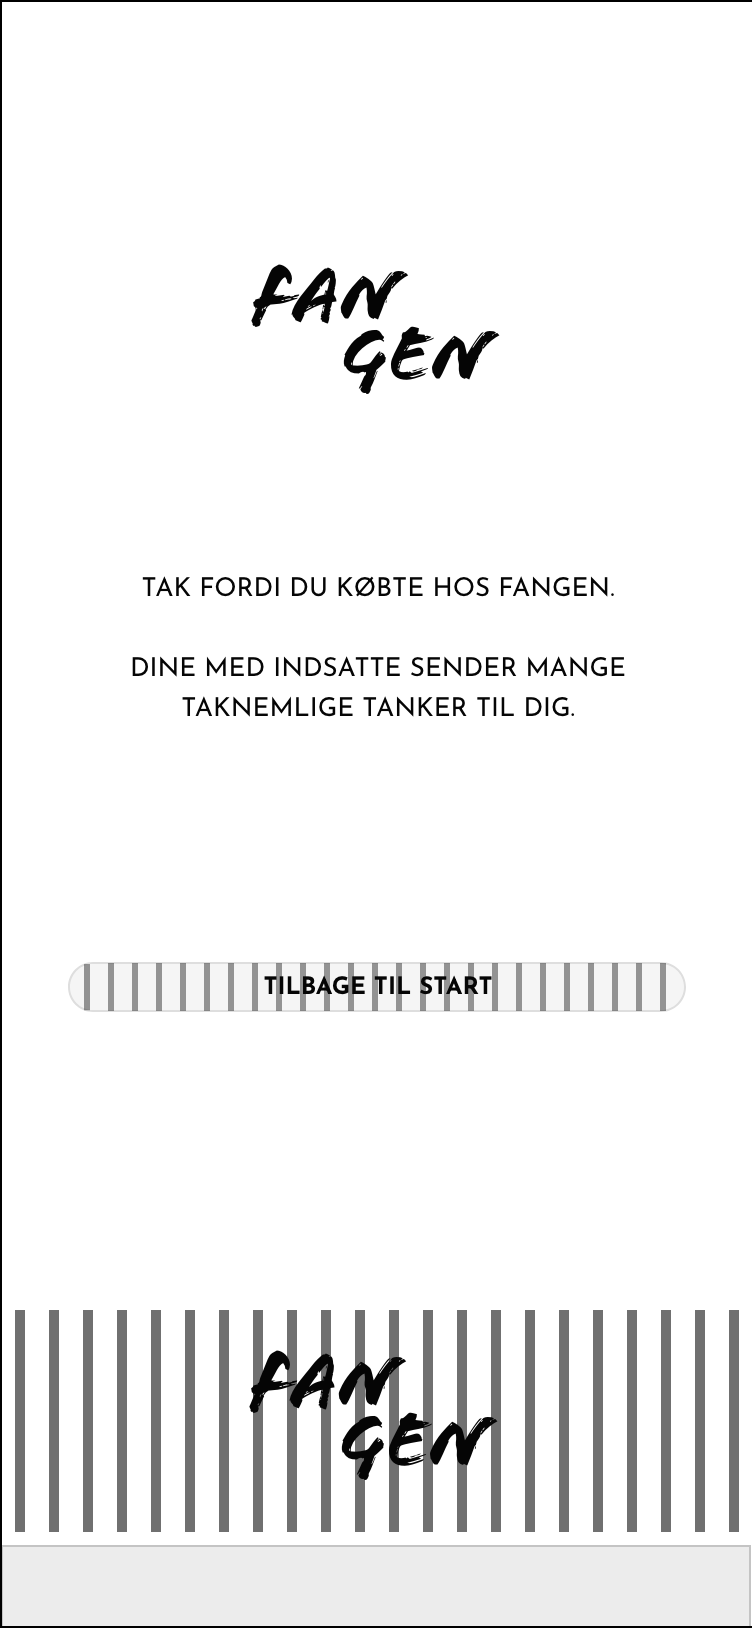 FAN
GEN
TAK FORDI DU KØBTE HOS FANGEN.
DINE MED INDSATTE SENDER MANGE
TAKNEMLIGE TANKER TIL DIG.
TILBAGE TIL START
FAN
GEN